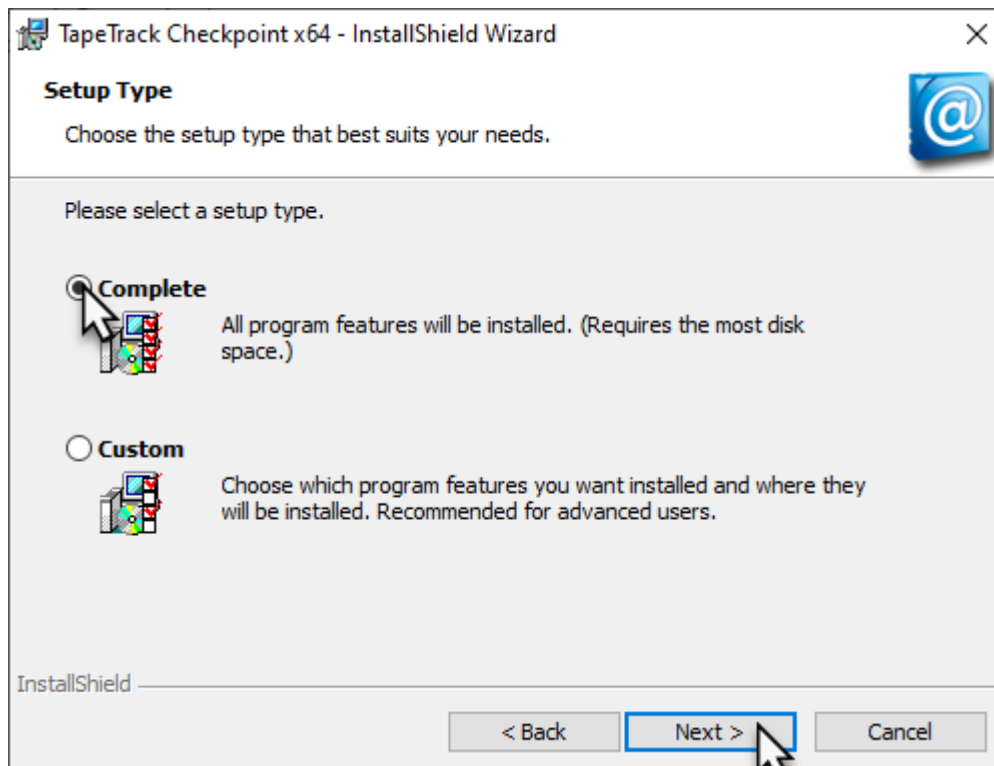 TapeTrack Checkpoint x64 - InstallShield Wizard
Setup Type
Choose the setup type that best suits your needs.
Please select a setup type.
Complete
All program features will be installed. (Requires the most disk
space.)
Custom
Choose which program features you want installed and where they
will be installed. Recommended for advanced users.
InstallShield
< Back
Next >
Cancel